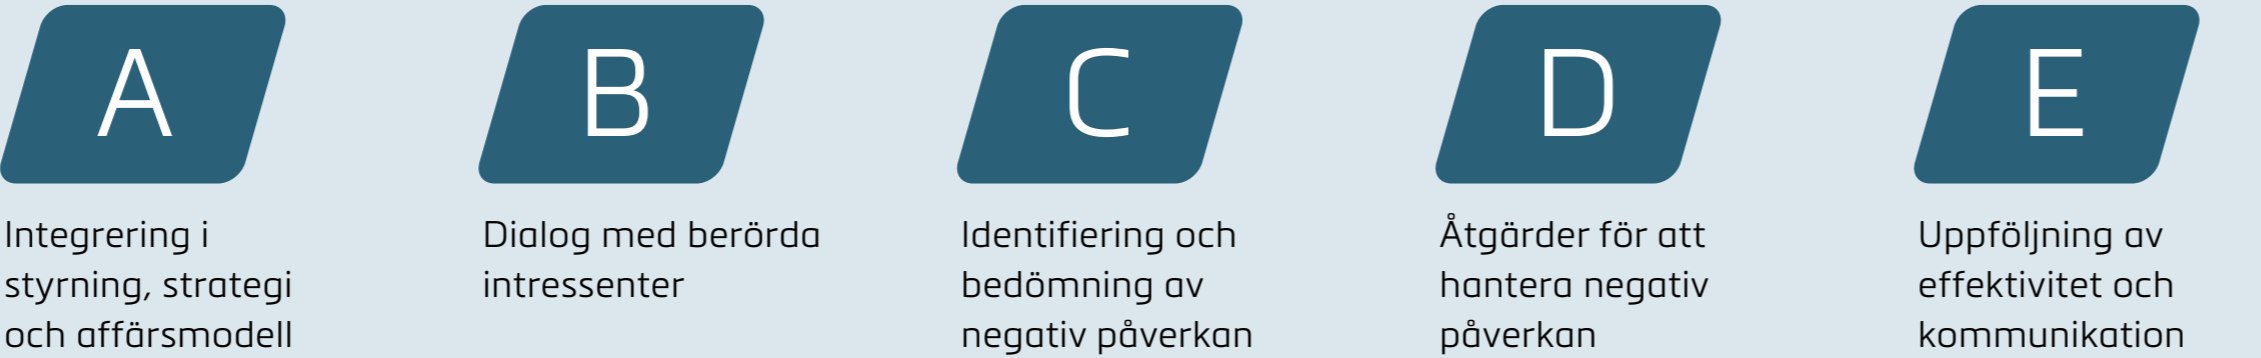 A
Integrering i
styrning, strategi
och affärsmodell
B
Dialog med berörda
intressenter
C
Identifiering och
bedömning av
negativ påverkan
D
Åtgärder för att
hantera negativ
påverkan
E
Uppföljning av
effektivitet och
kommunikation